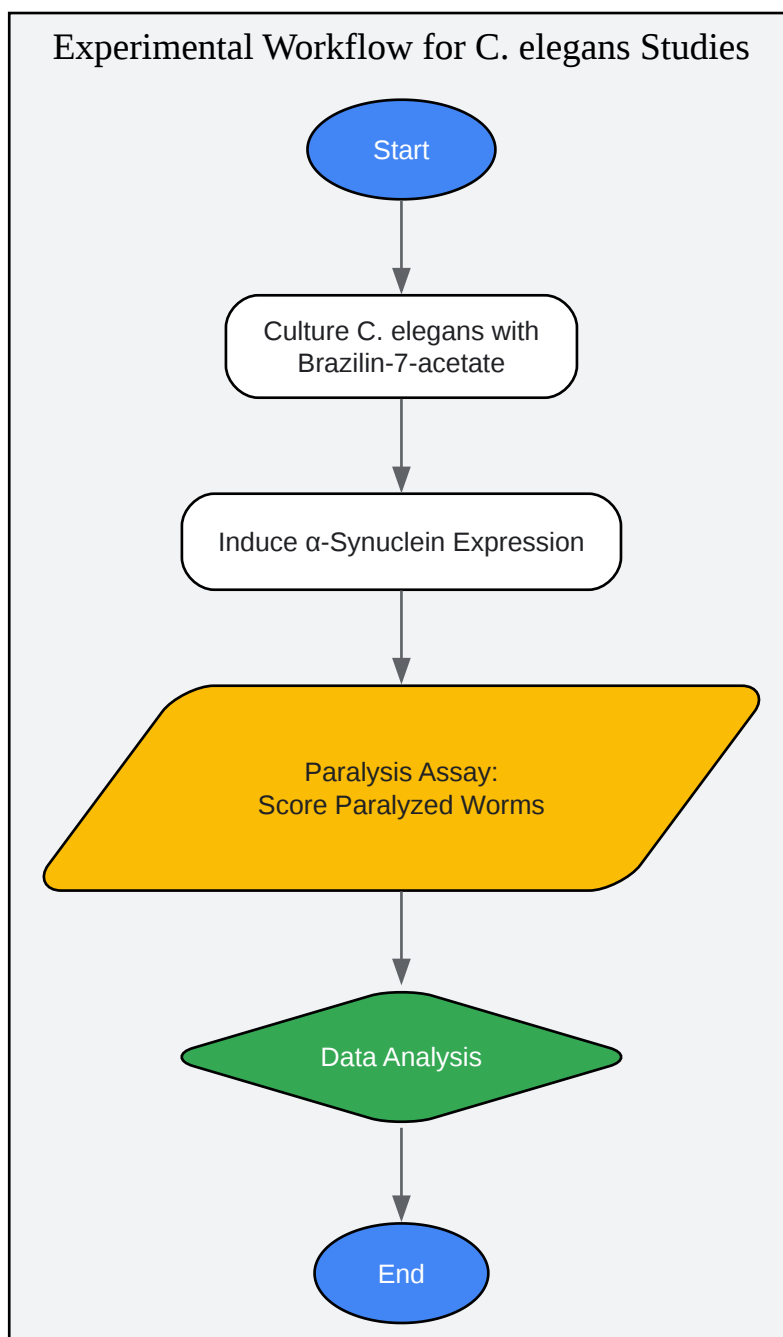 Experimental Workflow for C. elegans Studies
Start
Culture C. elegans with
Brazilin-7-acetate
Induce α-Synuclein Expression
Paralysis Assay:
Score Paralyzed Worms
Data Analysis
End